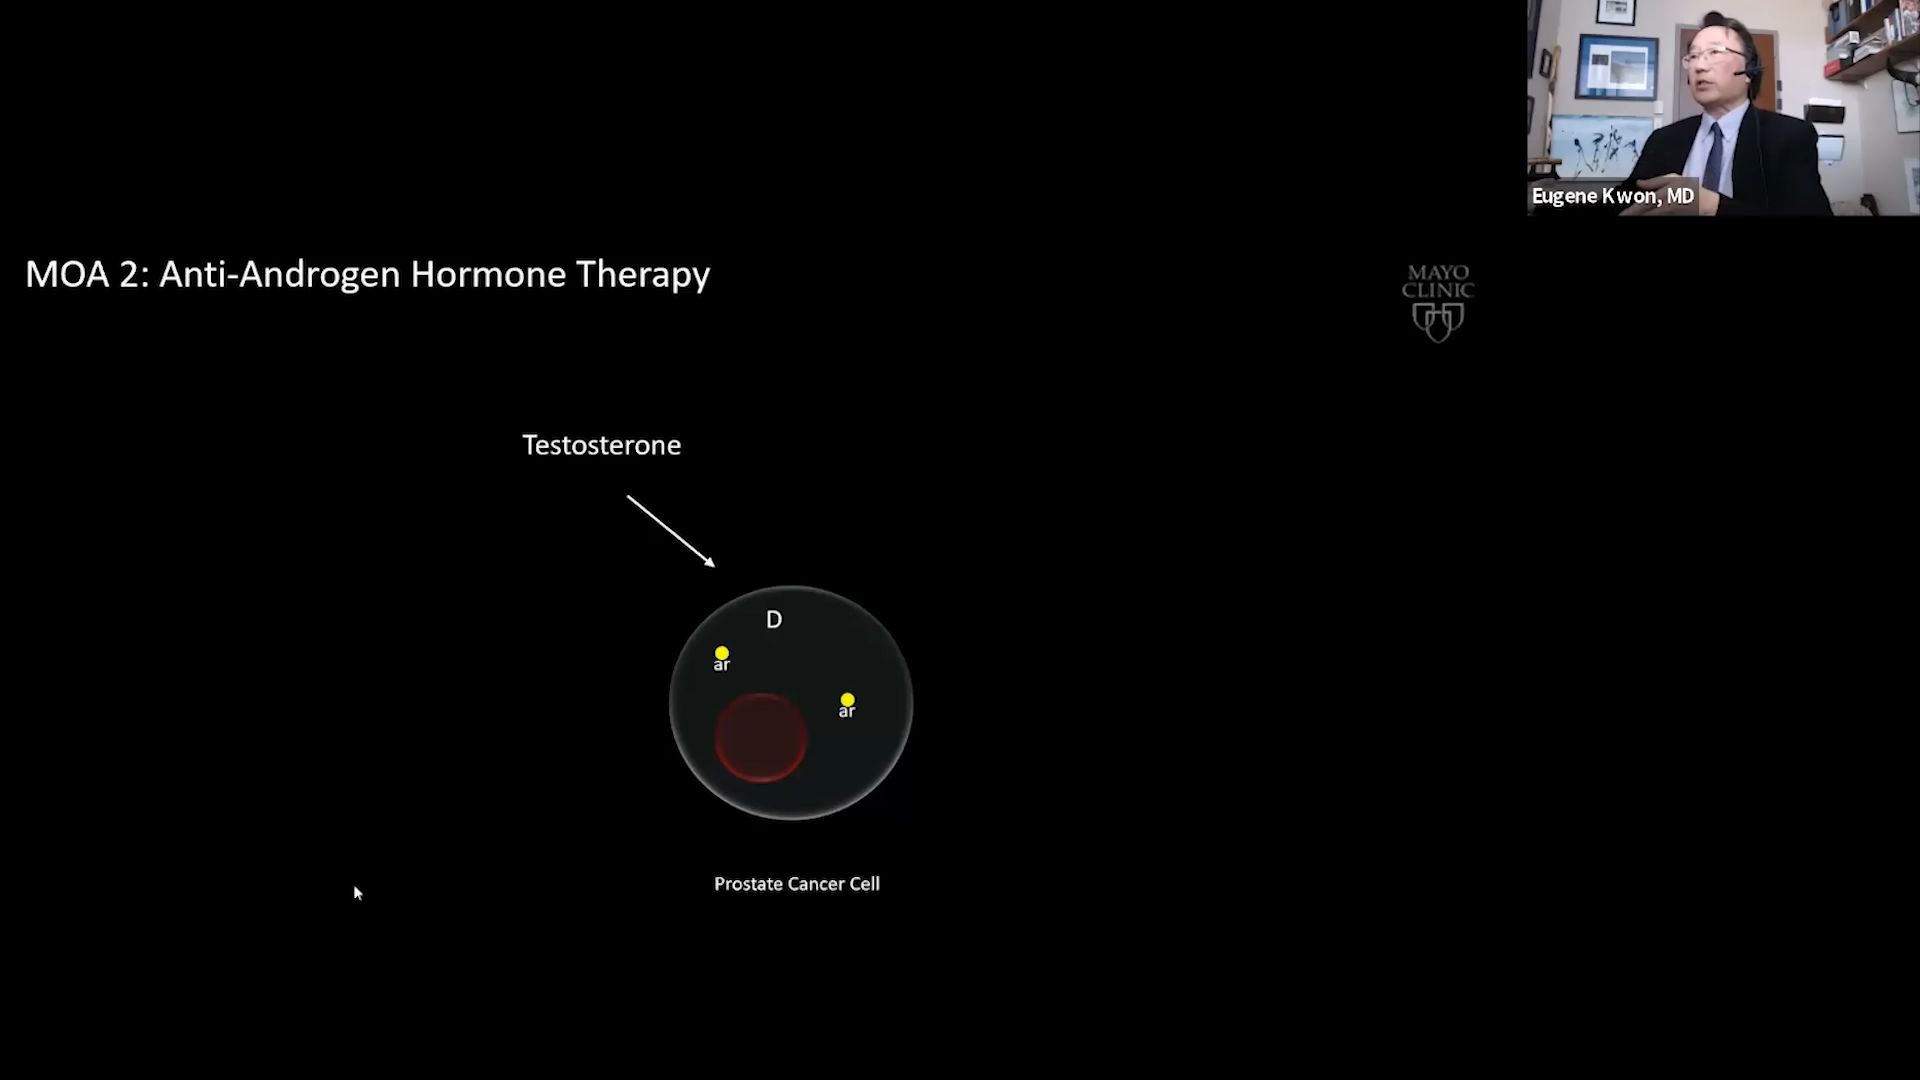 Eugene Kwon, MD
MOA 2: Anti-Androgen Hormone Therapy
MAYO
CLINIC
Testosterone
D
ar
ar
Prostate Cancer Cell